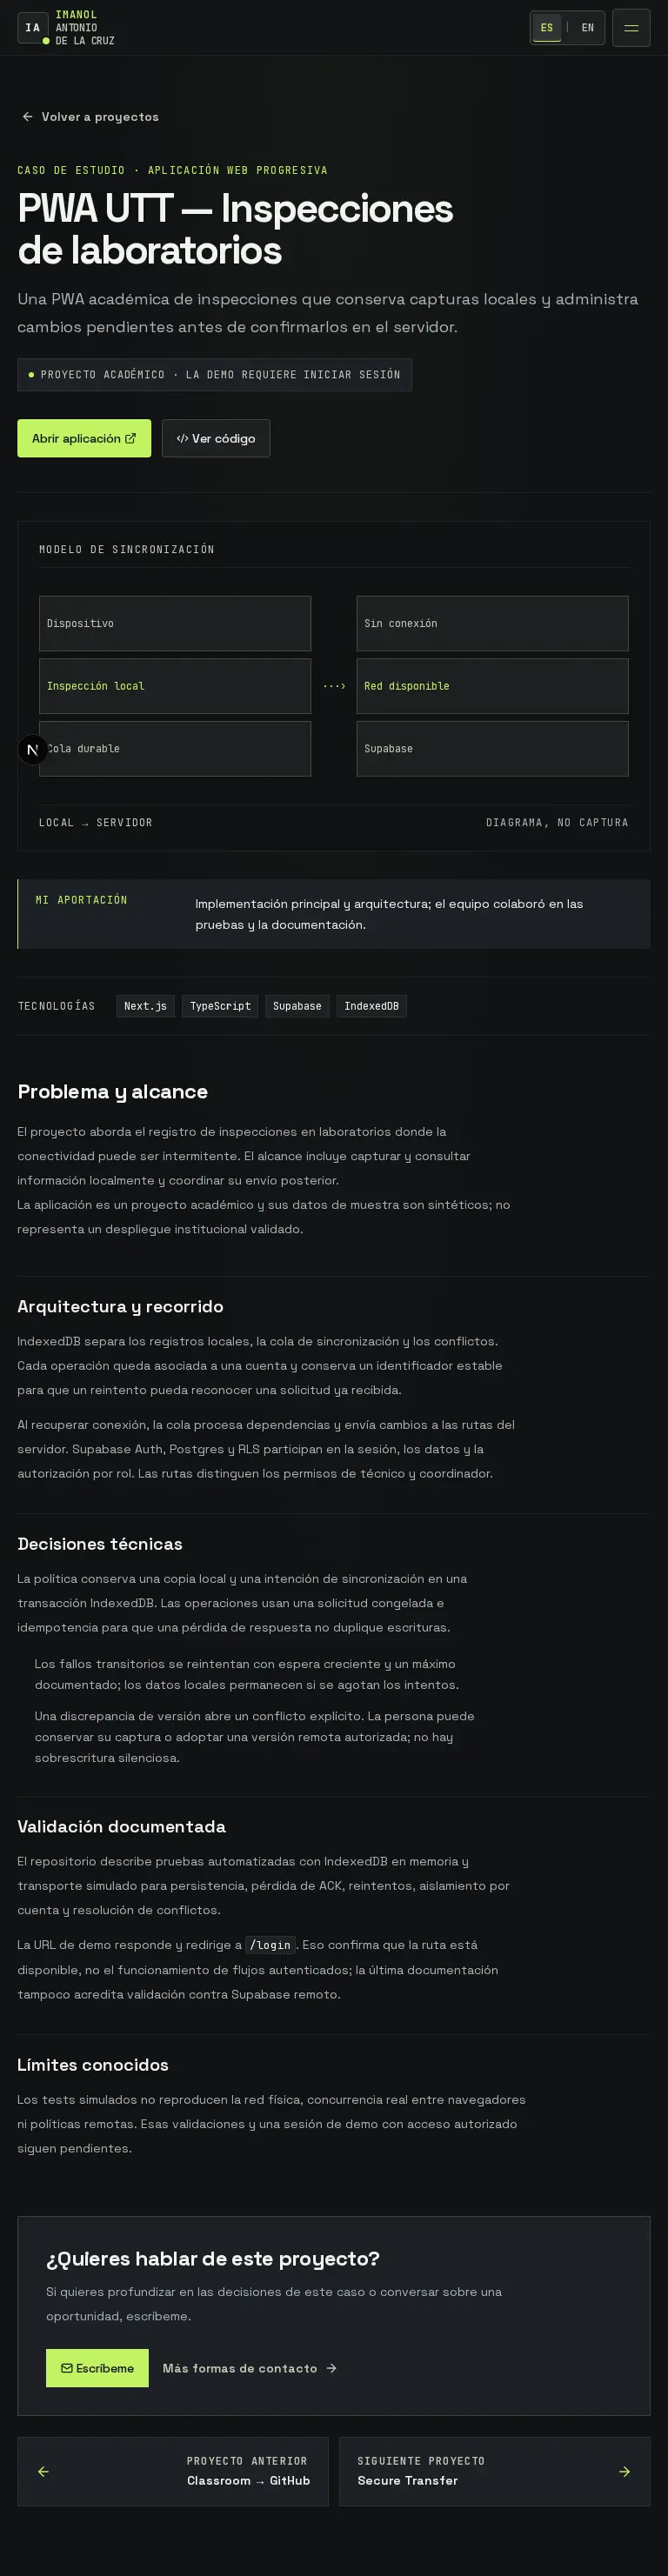 IA
IMANOL
ANTONIO
DE LA CRUZ
ES | EN
← Volver a proyectos
CASO DE ESTUDIO · APLICACIÓN WEB PROGRESIVA
PWA UTT — Inspecciones
de laboratorios
Una PWA académica de inspecciones que conserva capturas locales y administra
cambios pendientes antes de confirmarlos en el servidor.
PROYECTO ACADÉMICO · LA DEMO REQUIERE INICIAR SESIÓN
Abrir aplicación
Ver código
MODELO DE SINCRONIZACIÓN
Dispositivo
Sin conexión
Inspección local
···›
Red disponible
N
Cola durable
Supabase
LOCAL → SERVIDOR
DIAGRAMA, NO CAPTURA
MI APORTACIÓN
Implementación principal y arquitectura; el equipo colaboró en las
pruebas y la documentación.
TECNOLOGÍAS
Next.js
TypeScript
Supabase
IndexedDB
Problema y alcance
El proyecto aborda el registro de inspecciones en laboratorios donde la
conectividad puede ser intermitente. El alcance incluye capturar y consultar
información localmente y coordinar su envío posterior.
La aplicación es un proyecto académico y sus datos de muestra son sintéticos; no
representa un despliegue institucional validado.
Arquitectura y recorrido
IndexedDB separa los registros locales, la cola de sincronización y los conflictos.
Cada operación queda asociada a una cuenta y conserva un identificador estable
para que un reintento pueda reconocer una solicitud ya recibida.
Al recuperar conexión, la cola procesa dependencias y envía cambios a las rutas del
servidor. Supabase Auth, Postgres y RLS participan en la sesión, los datos y la
autorización por rol. Las rutas distinguen los permisos de técnico y coordinador.
Decisiones técnicas
La política conserva una copia local y una intención de sincronización en una
transacción IndexedDB. Las operaciones usan una solicitud congelada e
idempotencia para que una pérdida de respuesta no duplique escrituras.
Los fallos transitorios se reintentan con espera creciente y un máximo
documentado; los datos locales permanecen si se agotan los intentos.
Una discrepancia de versión abre un conflicto explícito. La persona puede
conservar su captura o adoptar una versión remota autorizada; no hay
sobrescritura silenciosa.
Validación documentada
El repositorio describe pruebas automatizadas con IndexedDB en memoria y
transporte simulado para persistencia, pérdida de ACK, reintentos, aislamiento por
cuenta y resolución de conflictos.
La URL de demo responde y redirige a /login. Eso confirma que la ruta está
disponible, no el funcionamiento de flujos autenticados; la última documentación
tampoco acredita validación contra Supabase remoto.
Límites conocidos
Los tests simulados no reproducen la red física, concurrencia real entre navegadores
ni políticas remotas. Esas validaciones y una sesión de demo con acceso autorizado
siguen pendientes.
¿Quieres hablar de este proyecto?
Si quieres profundizar en las decisiones de este caso o conversar sobre una
oportunidad, escríbeme.
Escríbeme
Más formas de contacto →
← PROYECTO ANTERIOR
Classroom → GitHub
SIGUIENTE PROYECTO →
Secure Transfer